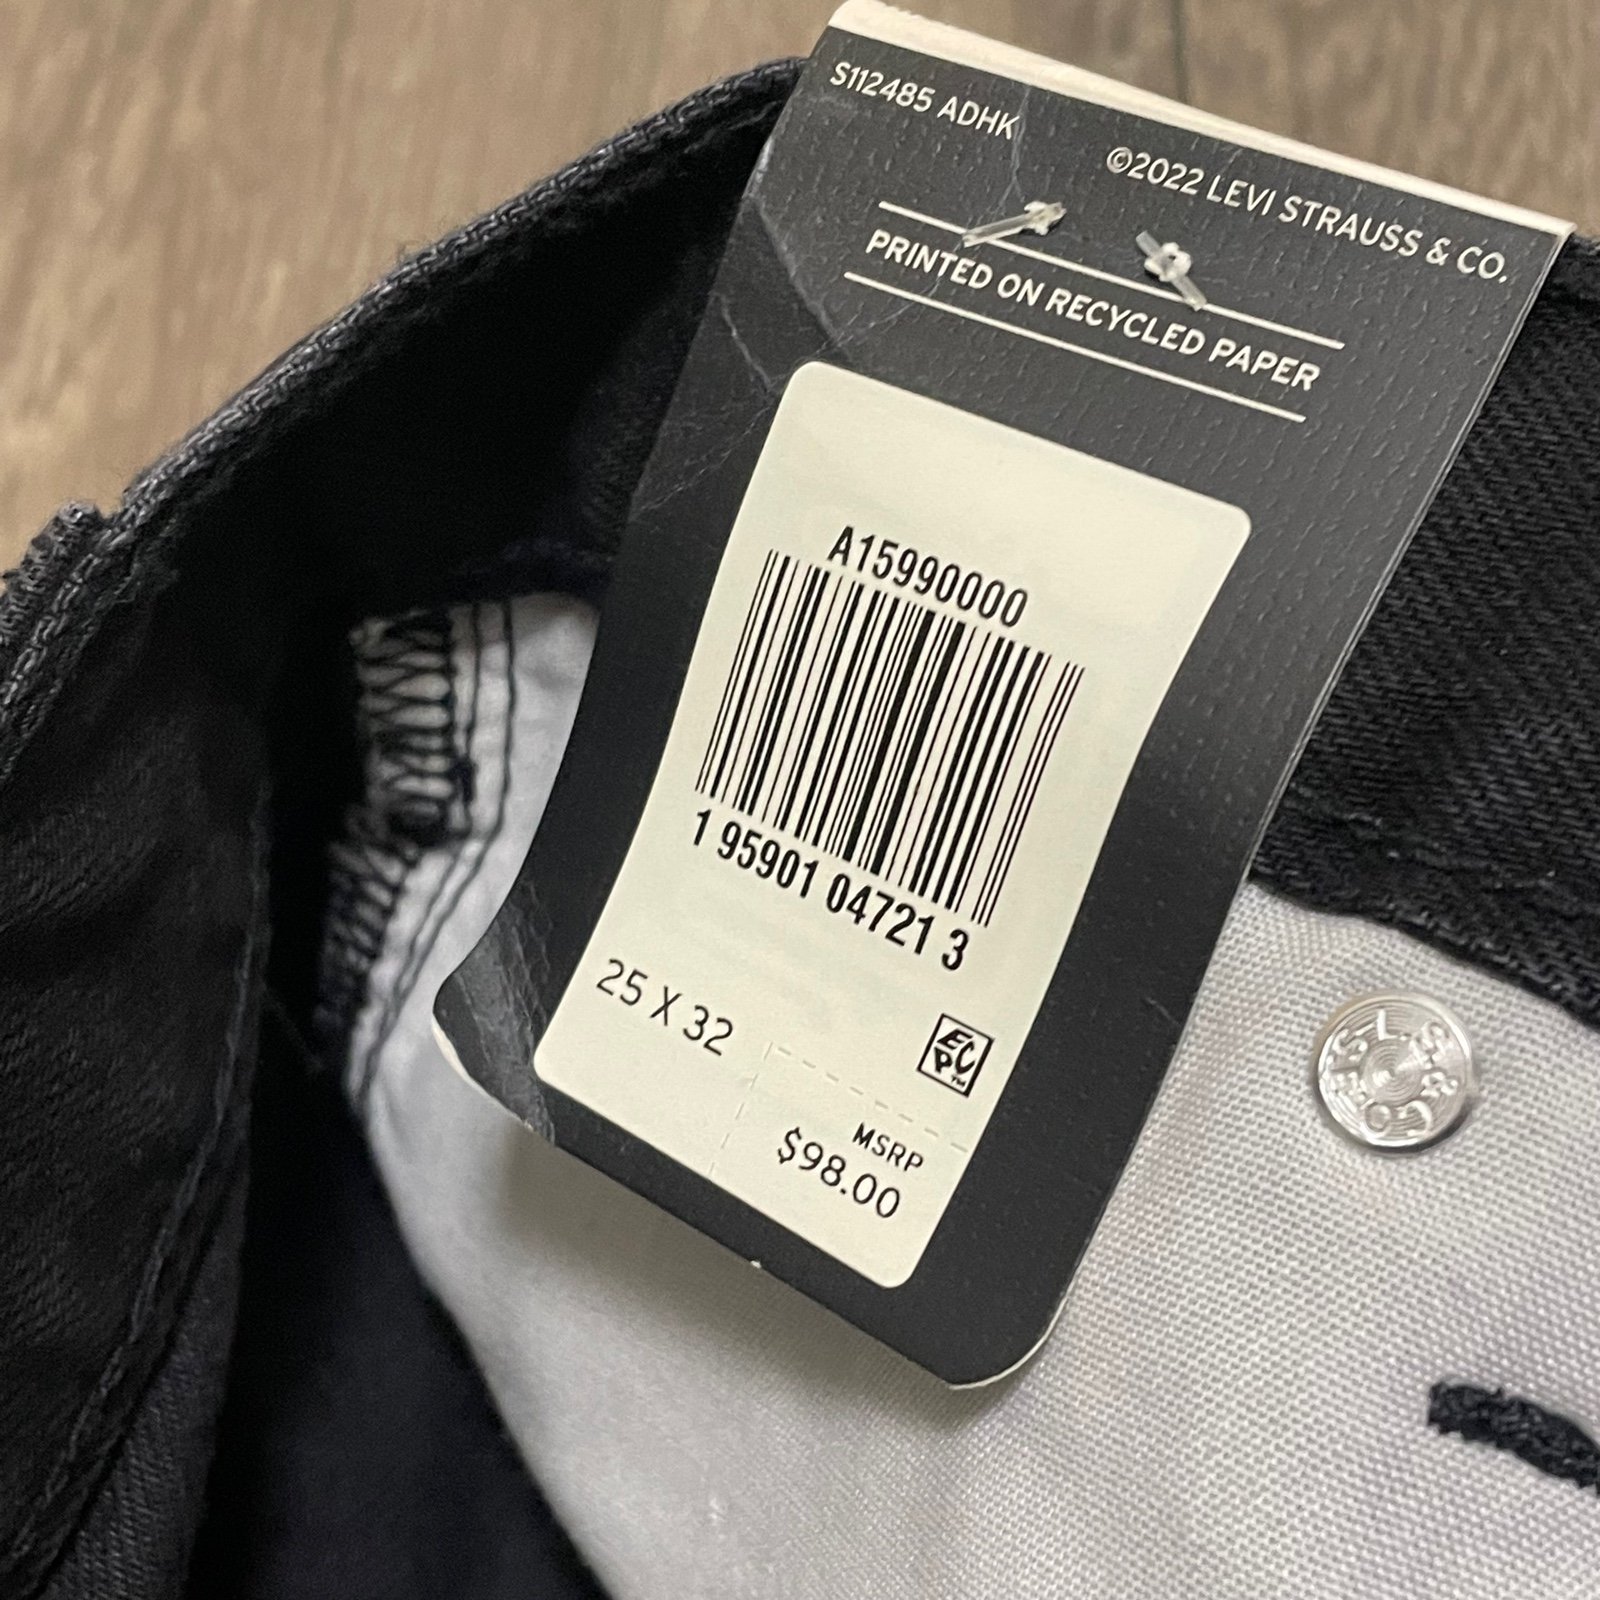 S112485 ADHK
©2022 LEVI STRAUSS & CO.
PRINTED ON RECYCLED PAPER
A15990000
1 95901 04721 3
25 X 32
ECP™
MSRP
$98.00